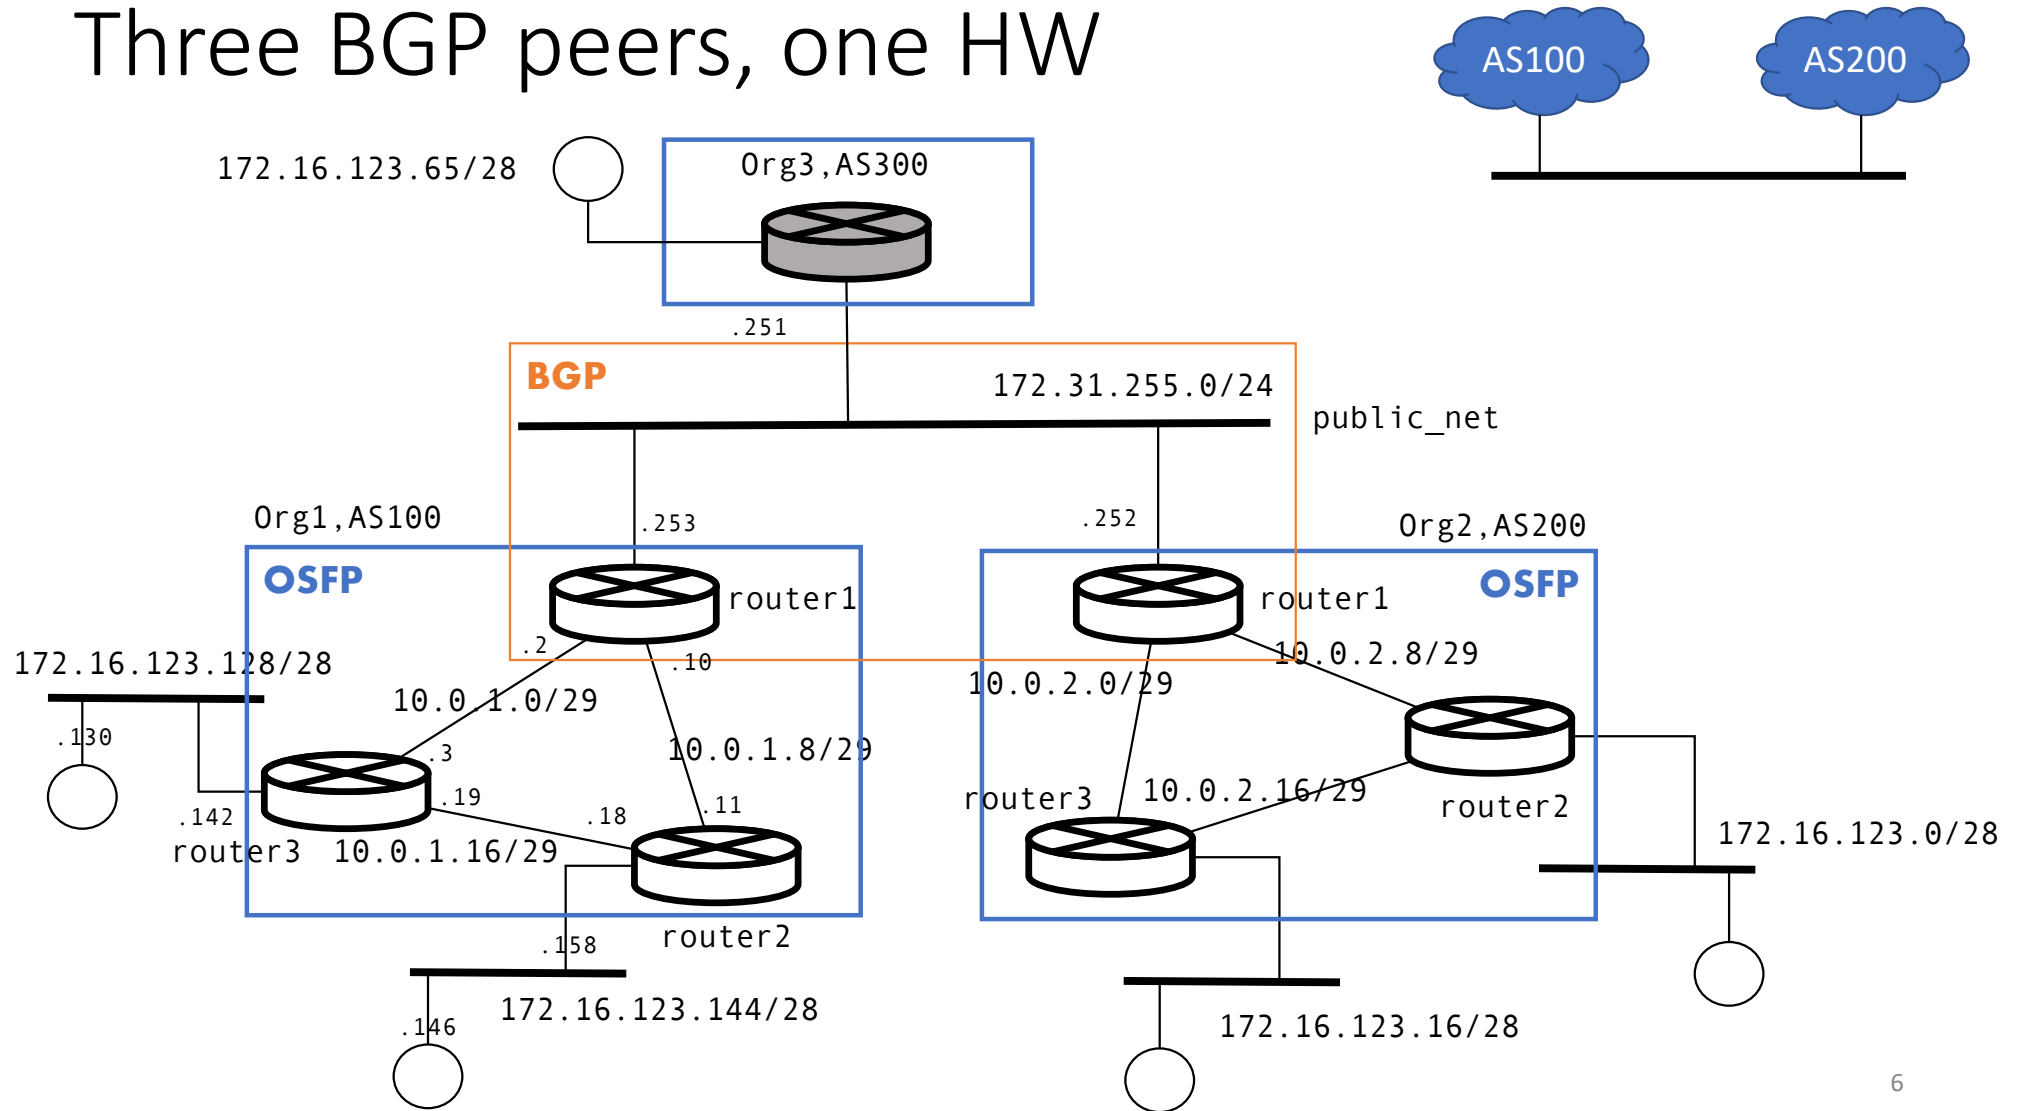 Three BGP peers, one HW
AS100
AS200
172.16.123.65/28
Org3,AS300
.251
BGP
172.31.255.0/24
public_net
Org1,AS100
.253
.252
Org2,AS200
OSFP
router1
router1
OSFP
.2
.10
172.16.123.128/28
10.0.2.8/29
10.0.1.0/29
10.0.2.0/29
.130
.3
10.0.1.8/29
.19
.18
.11
router3
10.0.2.16/29
router2
.142
router3
10.0.1.16/29
172.16.123.0/28
.158
router2
172.16.123.144/28
.146
172.16.123.16/28
6